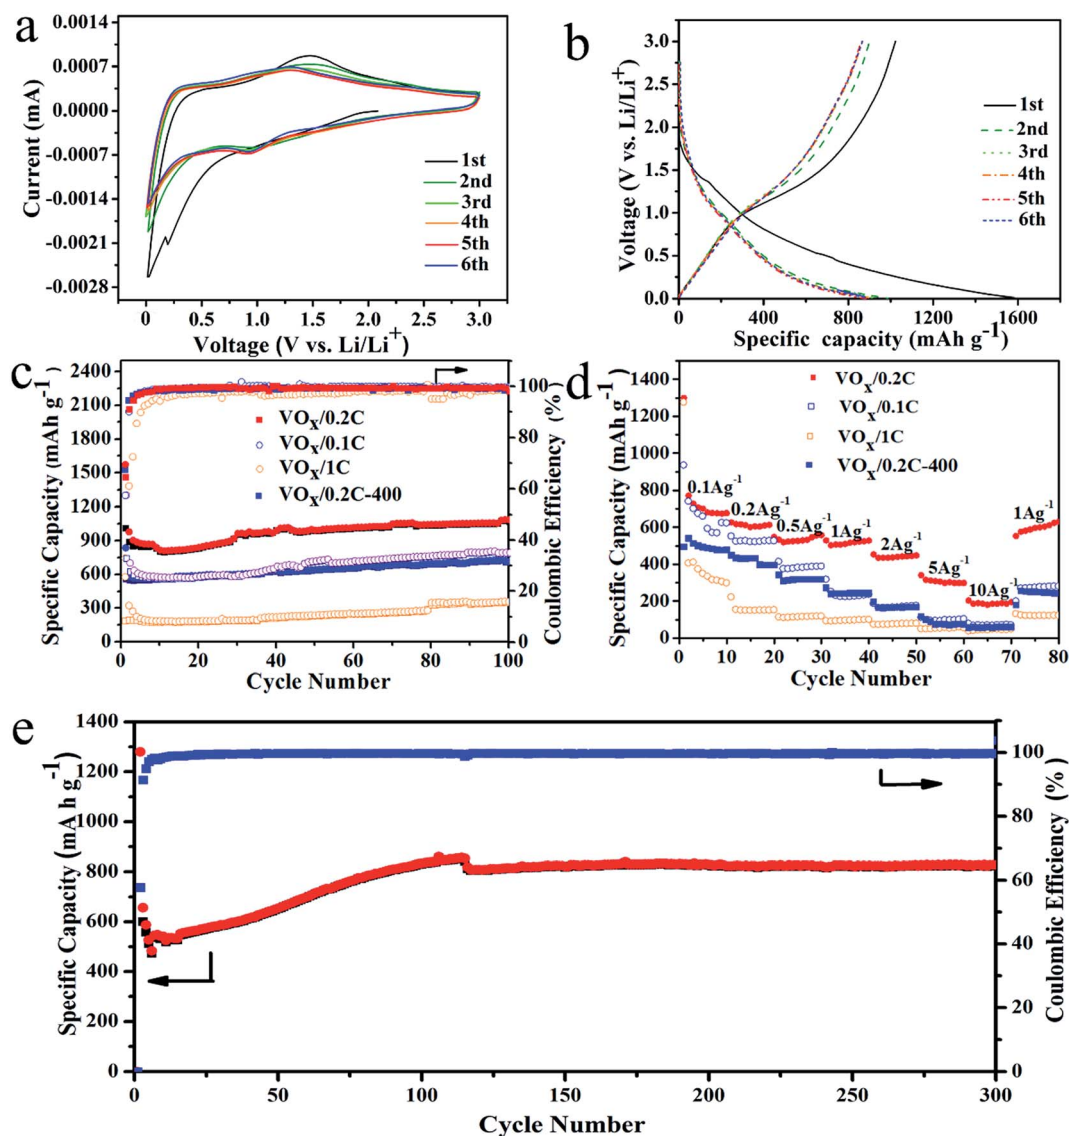 a
0.0014
0.0007
0.0000
-0.0007
-0.0014
-0.0021
-0.0028
Current (mA)
1st
2nd
3rd
4th
5th
6th
0 0.5 1.0 1.5 2.0 2.5 3.0
Voltage (V vs. Li/Li+)
b
3.0
2.5
2.0
1.5
1.0
0.5
0.0
Voltage (V vs. Li/Li+)
1st
2nd
3rd
4th
5th
6th
0 400 800 1200 1600
Specific capacity (mAh g-1)
c
2400
2250
1500
1200
900
600
300
0
Specific Capacity (mAh g-1)
VOx/0.2C
VOx/0.1C
VOx/1C
VOx/0.2C-400
100
80
60
40
20
0
Coulombic Efficiency (%)
0 20 40 60 80 100
Cycle Number
d
1400
1200
1000
800
600
400
200
0
Specific Capacity (mAh g-1)
VOx/0.2C
VOx/0.1C
VOx/1C
VOx/0.2C-400
0.1Ag-1
0.2Ag-1
0.5Ag-1
1Ag-1
2Ag-1
5Ag-1
10Ag-1
1Ag-1
0 10 20 30 40 50 60 70 80
Cycle Number
e
1400
1200
1000
800
600
400
200
0
Specific Capacity (mA h g-1)
100
80
60
40
20
0
Coulombic Efficiency (%)
0 50 100 150 200 250 300
Cycle Number